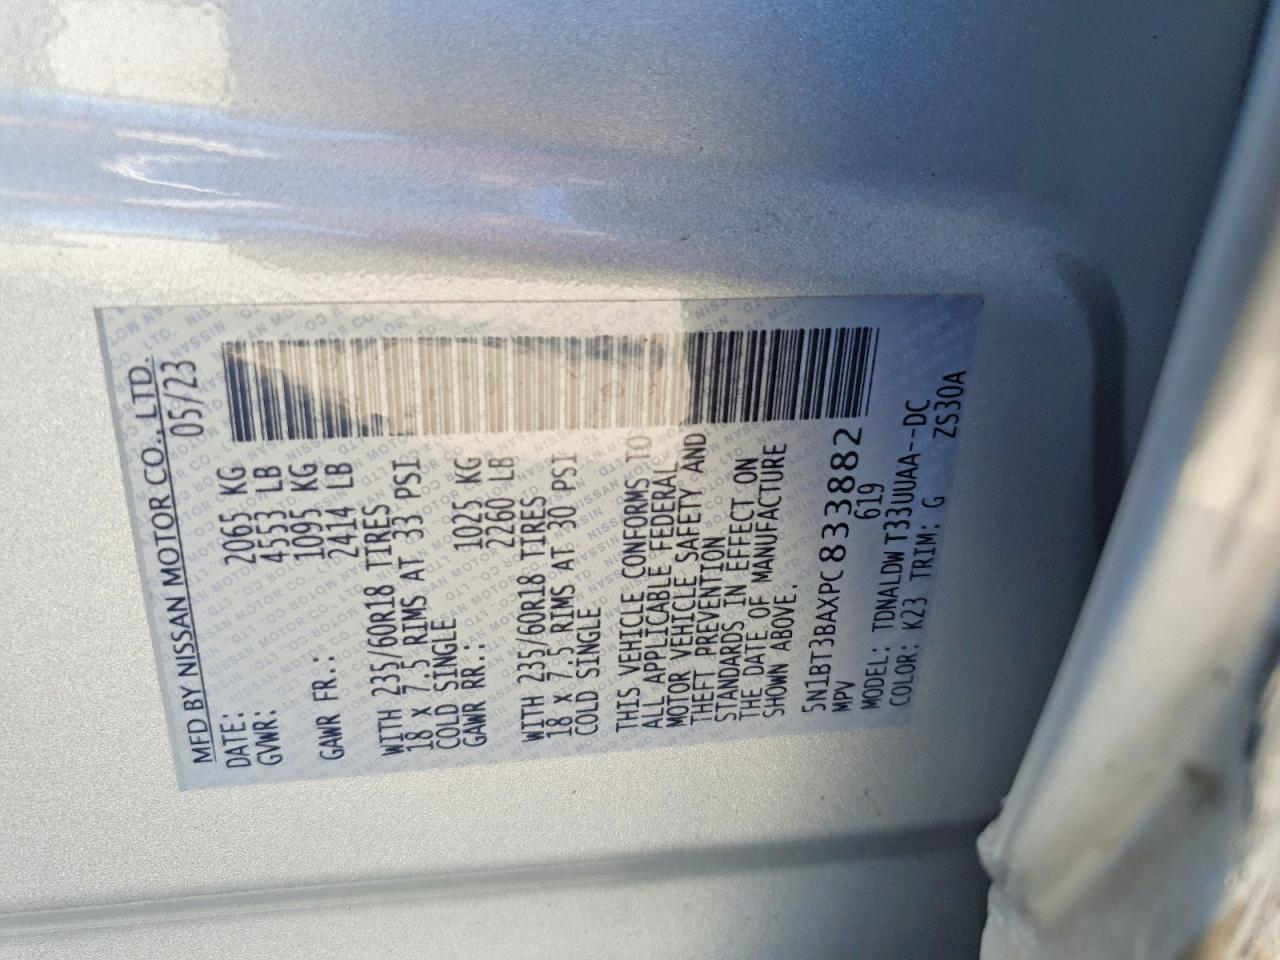 MFD BY NISSAN MOTOR CO., LTD.
DATE: 05/23
GVWR: 2065 KG
4553 LB
GAWR FR.: 1095 KG
2414 LB
WITH 235/60R18 TIRES
18 X 7.5 RIMS AT 33 PSI
COLD SINGLE
GAWR RR.: 1025 KG
2260 LB
WITH 235/60R18 TIRES
18 X 7.5 RIMS AT 30 PSI
COLD SINGLE
THIS VEHICLE CONFORMS TO
ALL APPLICABLE FEDERAL
MOTOR VEHICLE SAFETY AND
THEFT PREVENTION
STANDARDS IN EFFECT ON
THE DATE OF MANUFACTURE
SHOWN ABOVE.
5N1BT3BAXPC833882
MPV 619
MODEL: TDNALDW T33UUAA--DC
COLOR: K23 TRIM: G ZS30A